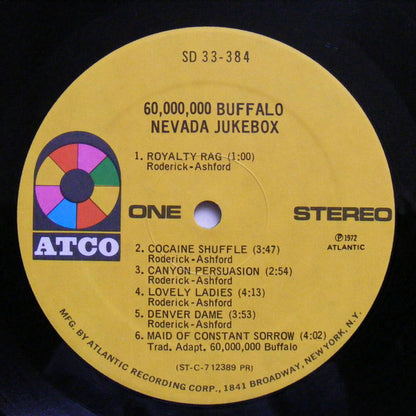 SD 33-384
60,000,000 BUFFALO
NEVADA JUKEBOX
1. ROYALTY RAG (1:00)
Roderick-Ashford
ATCO
ONE
STEREO
℗ 1972
ATLANTIC
2. COCAINE SHUFFLE (3:47)
Roderick-Ashford
3. CANYON PERSUASION (2:54)
Roderick-Ashford
4. LOVELY LADIES (4:13)
Roderick-Ashford
5. DENVER DAME (3:53)
Roderick-Ashford
6. MAID OF CONSTANT SORROW (4:02)
Trad. Adapt. 60,000,000 Buffalo
(ST-C-712389 PR)
MFG. BY ATLANTIC RECORDING CORP., 1841 BROADWAY, NEW YORK, N.Y.